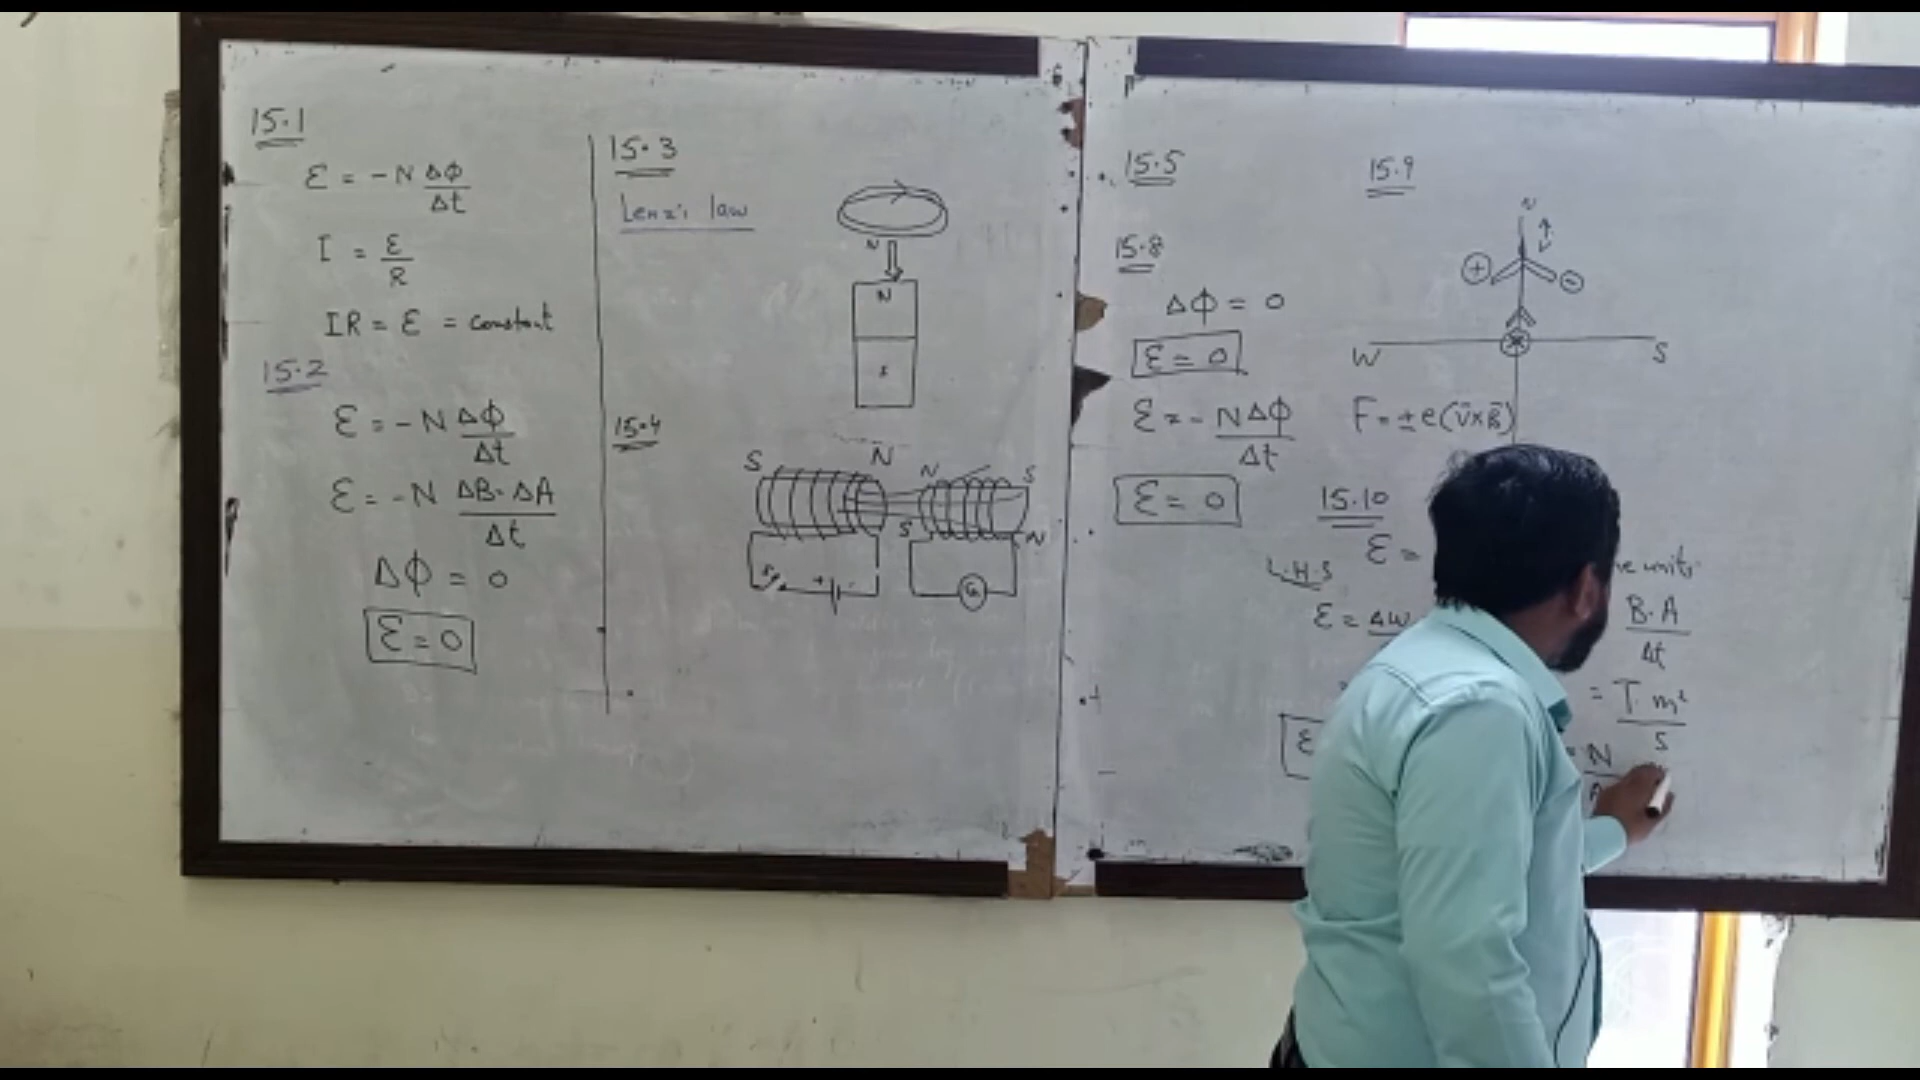 15.1
ε = -N ΔΦ
Δt
I = ε
R
IR = ε = constant
15.2
ε = -N ΔΦ
Δt
ε = -N ΔB·ΔA
Δt
ΔΦ = 0
ε = 0
15.3
Lenz's law
N
N
s
15.4
S N N S
S N
+ -
G
15.5
15.8
ΔΦ = 0
ε = 0
ε = - NΔΦ
Δt
ε = 0
15.9
N
V
+ -
W S
F = ±e(V×B)
15.10
ε =
units
L.H.S
ε = ΔW
ε
B·A
Δt
= T·m²
s
= N